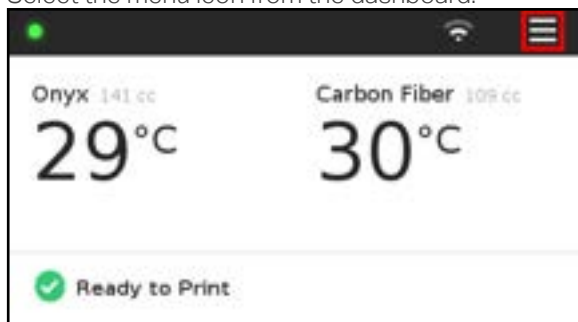 Select the menu icon from the dashboard.
Onyx 141 cc Carbon Fiber 109 cc
29°C 30°C
Ready to Print